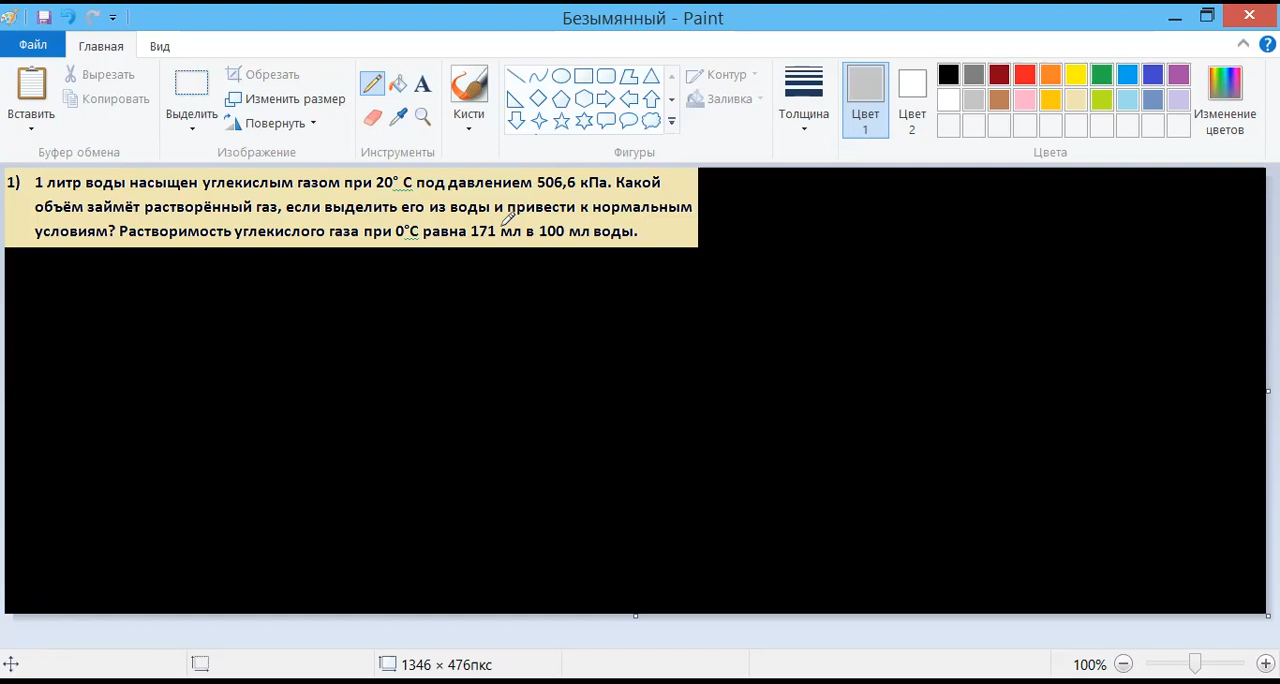 Безымянный - Paint
Файл
Главная
Вид
Вставить
Вырезать
Копировать
Буфер обмена
Выделить
Обрезать
Изменить размер
Повернуть
Изображение
Инструменты
Кисти
Фигуры
Контур
Заливка
Толщина
Цвет 1
Цвет 2
Изменение цветов
Цвета
1) 1 литр воды насыщен углекислым газом при 20° С под давлением 506,6 кПа. Какой
объём займёт растворённый газ, если выделить его из воды и привести к нормальным
условиям? Растворимость углекислого газа при 0°С равна 171 мл в 100 мл воды.
1346 × 476пкс
100%